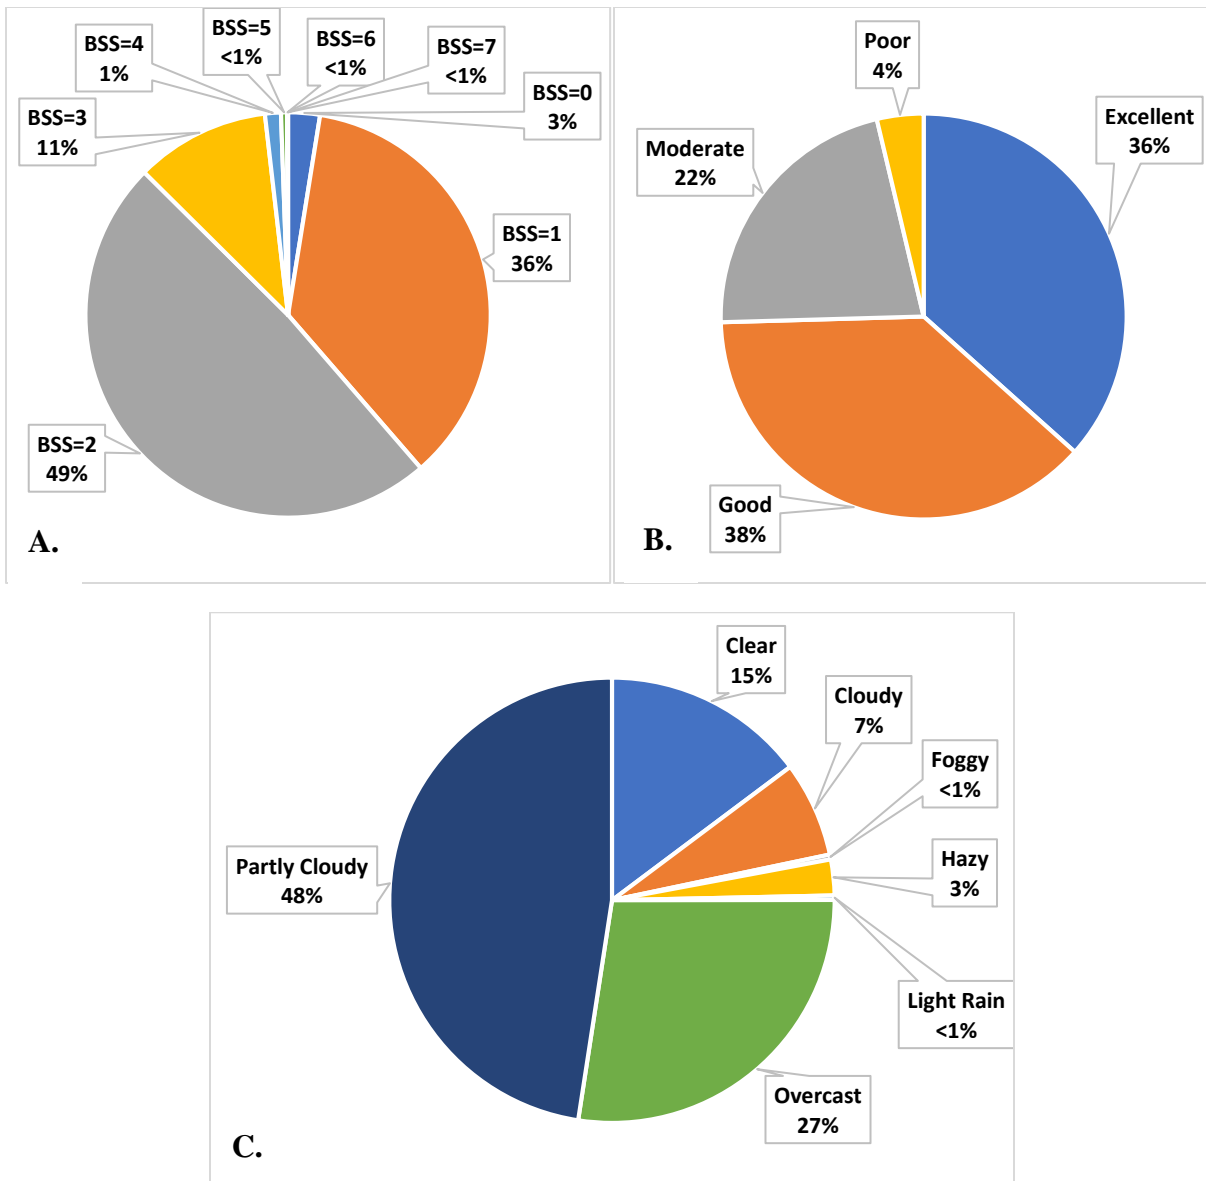 BSS=4
1%
BSS=5
<1%
BSS=6
<1%
BSS=7
<1%
BSS=0
3%
BSS=3
11%
BSS=1
36%
BSS=2
49%
A.
Poor
4%
Excellent
36%
Moderate
22%
Good
38%
B.
Clear
15%
Cloudy
7%
Foggy
<1%
Hazy
3%
Partly Cloudy
48%
Light Rain
<1%
Overcast
27%
C.